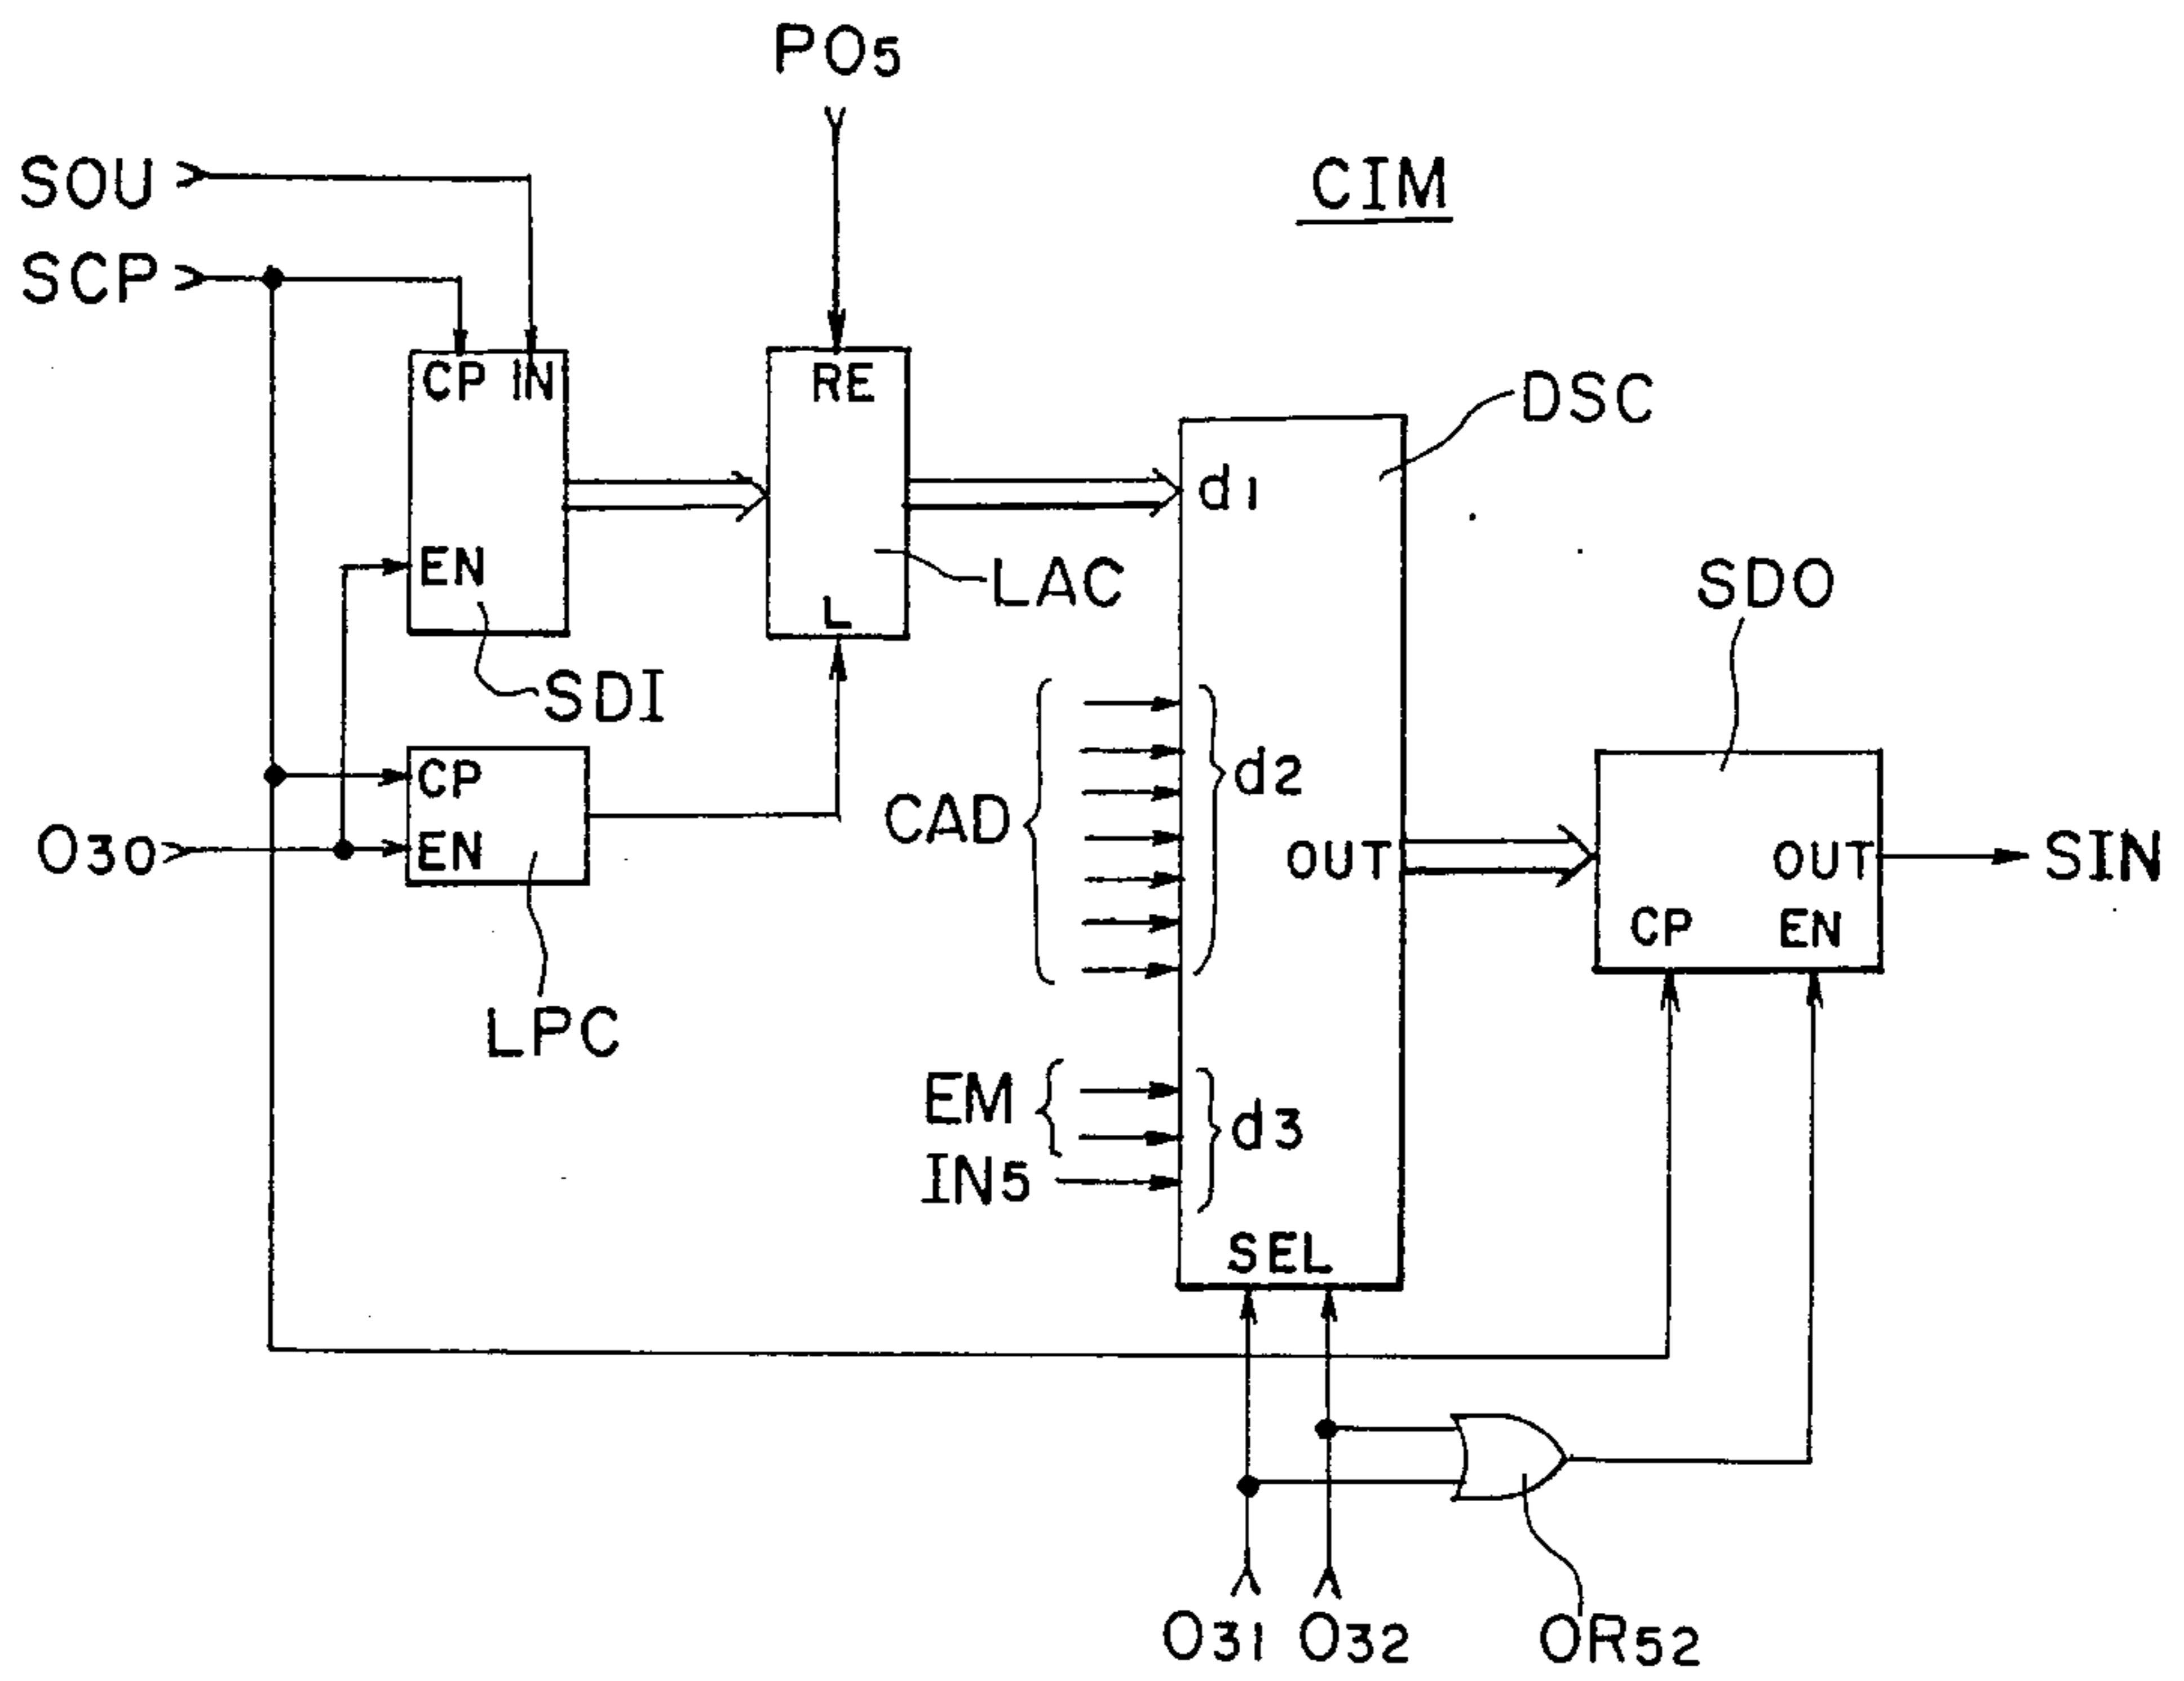 PO5
SOU
CIM
SCP
CP IN
RE
DSC
d1
EN
LAC
SDO
L
SDI
CP
d2
CAD
O30
EN
OUT
OUT
SIN
CP
EN
LPC
EM
d3
IN5
SEL
O31
O32
OR52